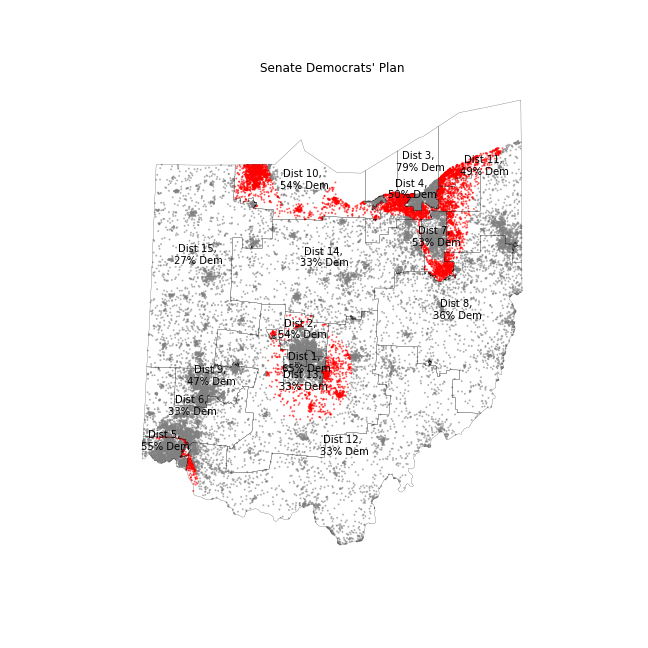 Senate Democrats' Plan
Dist 3,
79% Dem
Dist 11,
49% Dem
Dist 10,
54% Dem
Dist 4,
50% Dem
Dist 7,
53% Dem
Dist 15,
27% Dem
Dist 14,
33% Dem
Dist 8,
36% Dem
Dist 2,
54% Dem
Dist 1,
65% Dem
Dist 13,
33% Dem
Dist 9,
47% Dem
Dist 6,
33% Dem
Dist 5,
55% Dem
Dist 12,
33% Dem